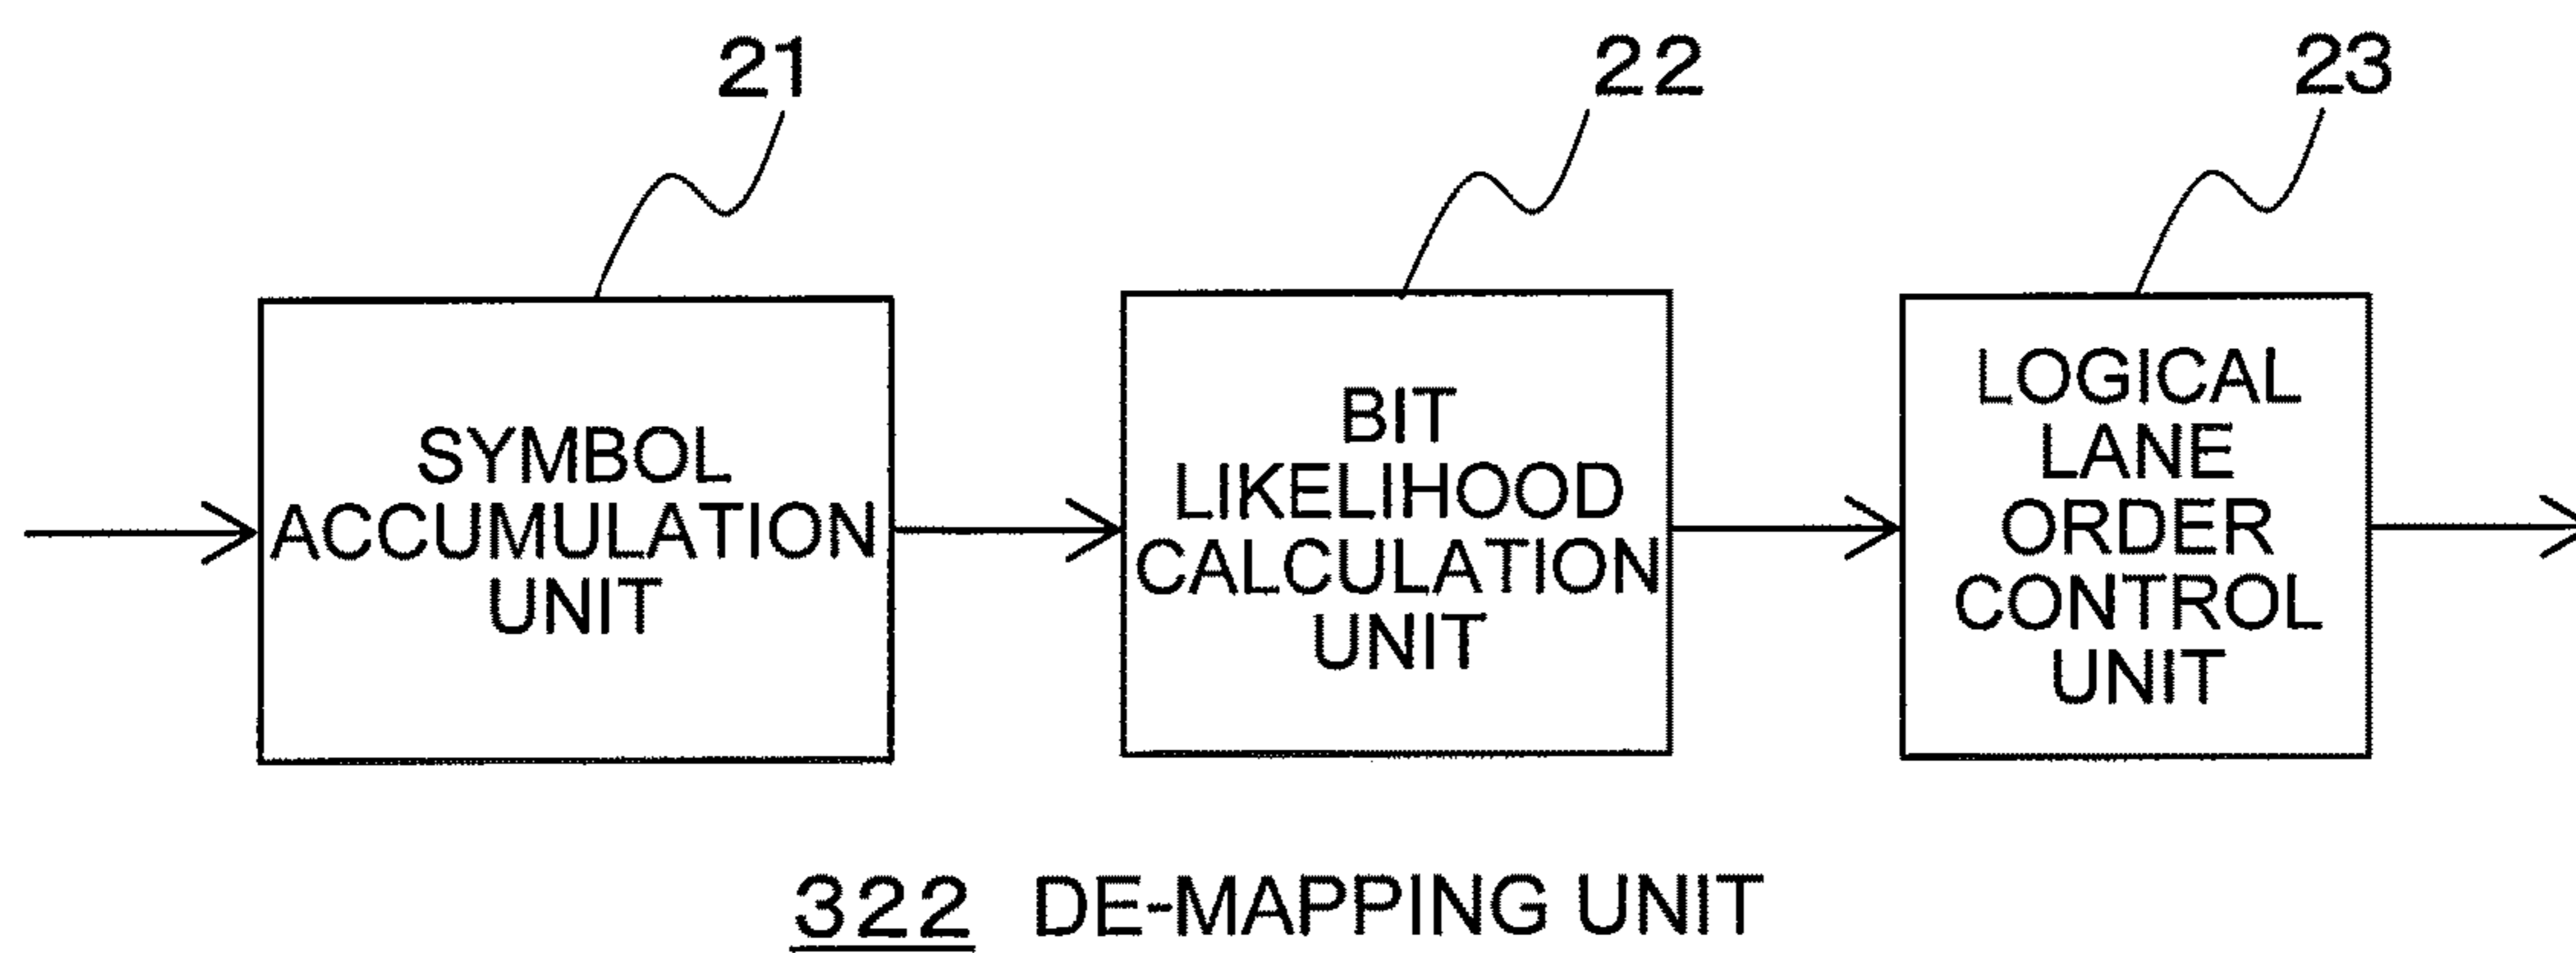 21
22
23
SYMBOL
ACCUMULATION
UNIT
BIT
LIKELIHOOD
CALCULATION
UNIT
LOGICAL
LANE
ORDER
CONTROL
UNIT
322 DE-MAPPING UNIT